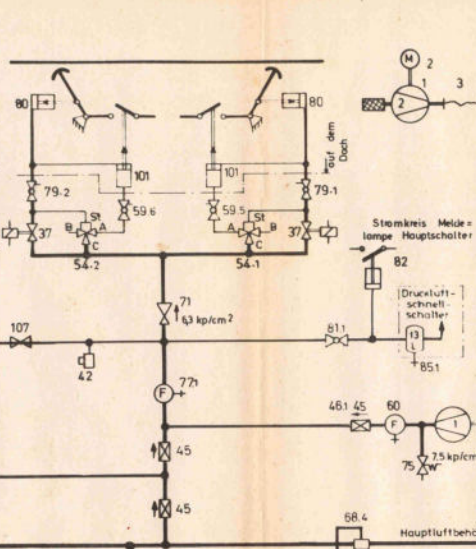 M 2
1
2
3
80
80
auf dem
Dach
101
101
79-2
79-1
59.6
59.5
37
St
B A
C
54-2
St
A B
C
54-1
37
Stromkreis Melde=
lampe Hauptschalter
82
71
6,3 kp/cm²
Druckluft-
schnell-
schalter
13
L
85.1
107
42
81.1
77.1
F
46.1 45
60
F
1
45
75
7,5 kp/cm
45
68.4
Hauptluftbehö